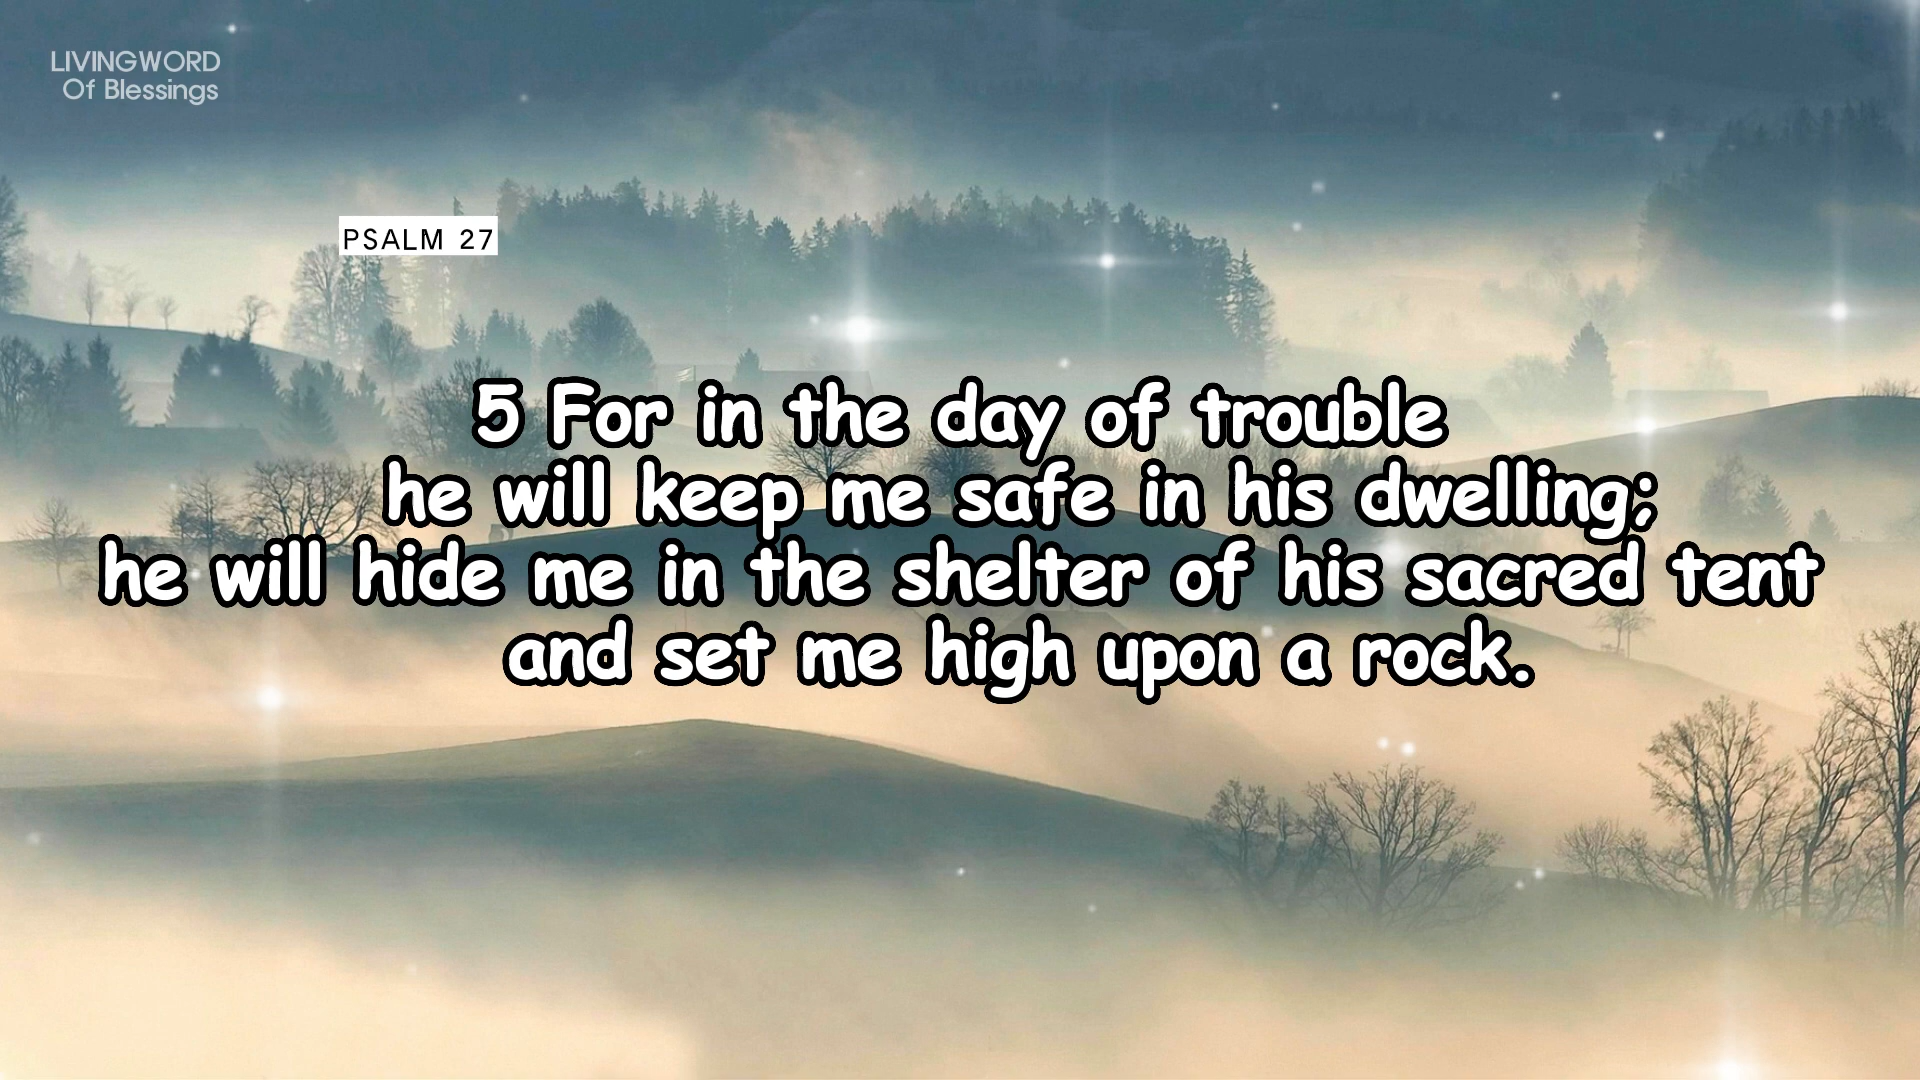 LIVINGWORD
Of Blessings
PSALM 27
5 For in the day of trouble
he will keep me safe in his dwelling;
he will hide me in the shelter of his sacred tent
and set me high upon a rock.